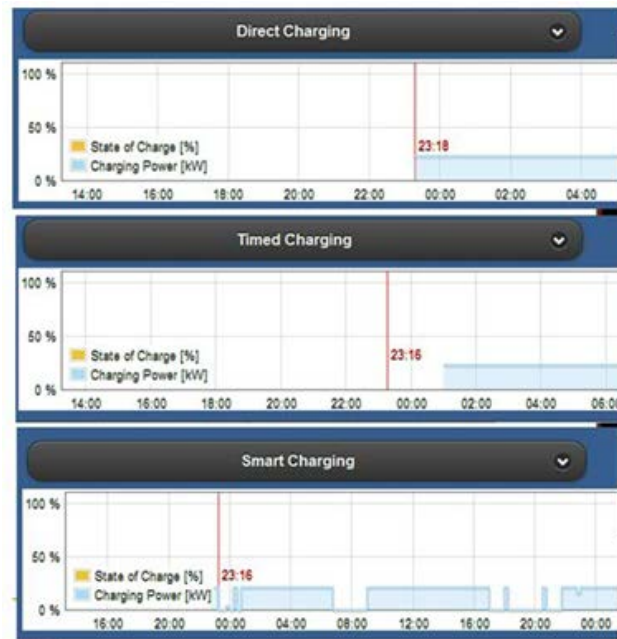 Direct Charging
100 %
50 %
State of Charge [%]
23:18
Charging Power [kW]
0 %
14:00 16:00 18:00 20:00 22:00 00:00 02:00 04:00
Timed Charging
100 %
50 %
State of Charge [%]
23:16
Charging Power [kW]
0 %
14:00 16:00 18:00 20:00 22:00 00:00 02:00 04:00 06:00
Smart Charging
100 %
50 %
State of Charge [%]
23:16
Charging Power [kW]
0 %
16:00 20:00 00:00 04:00 08:00 12:00 16:00 20:00 00:00